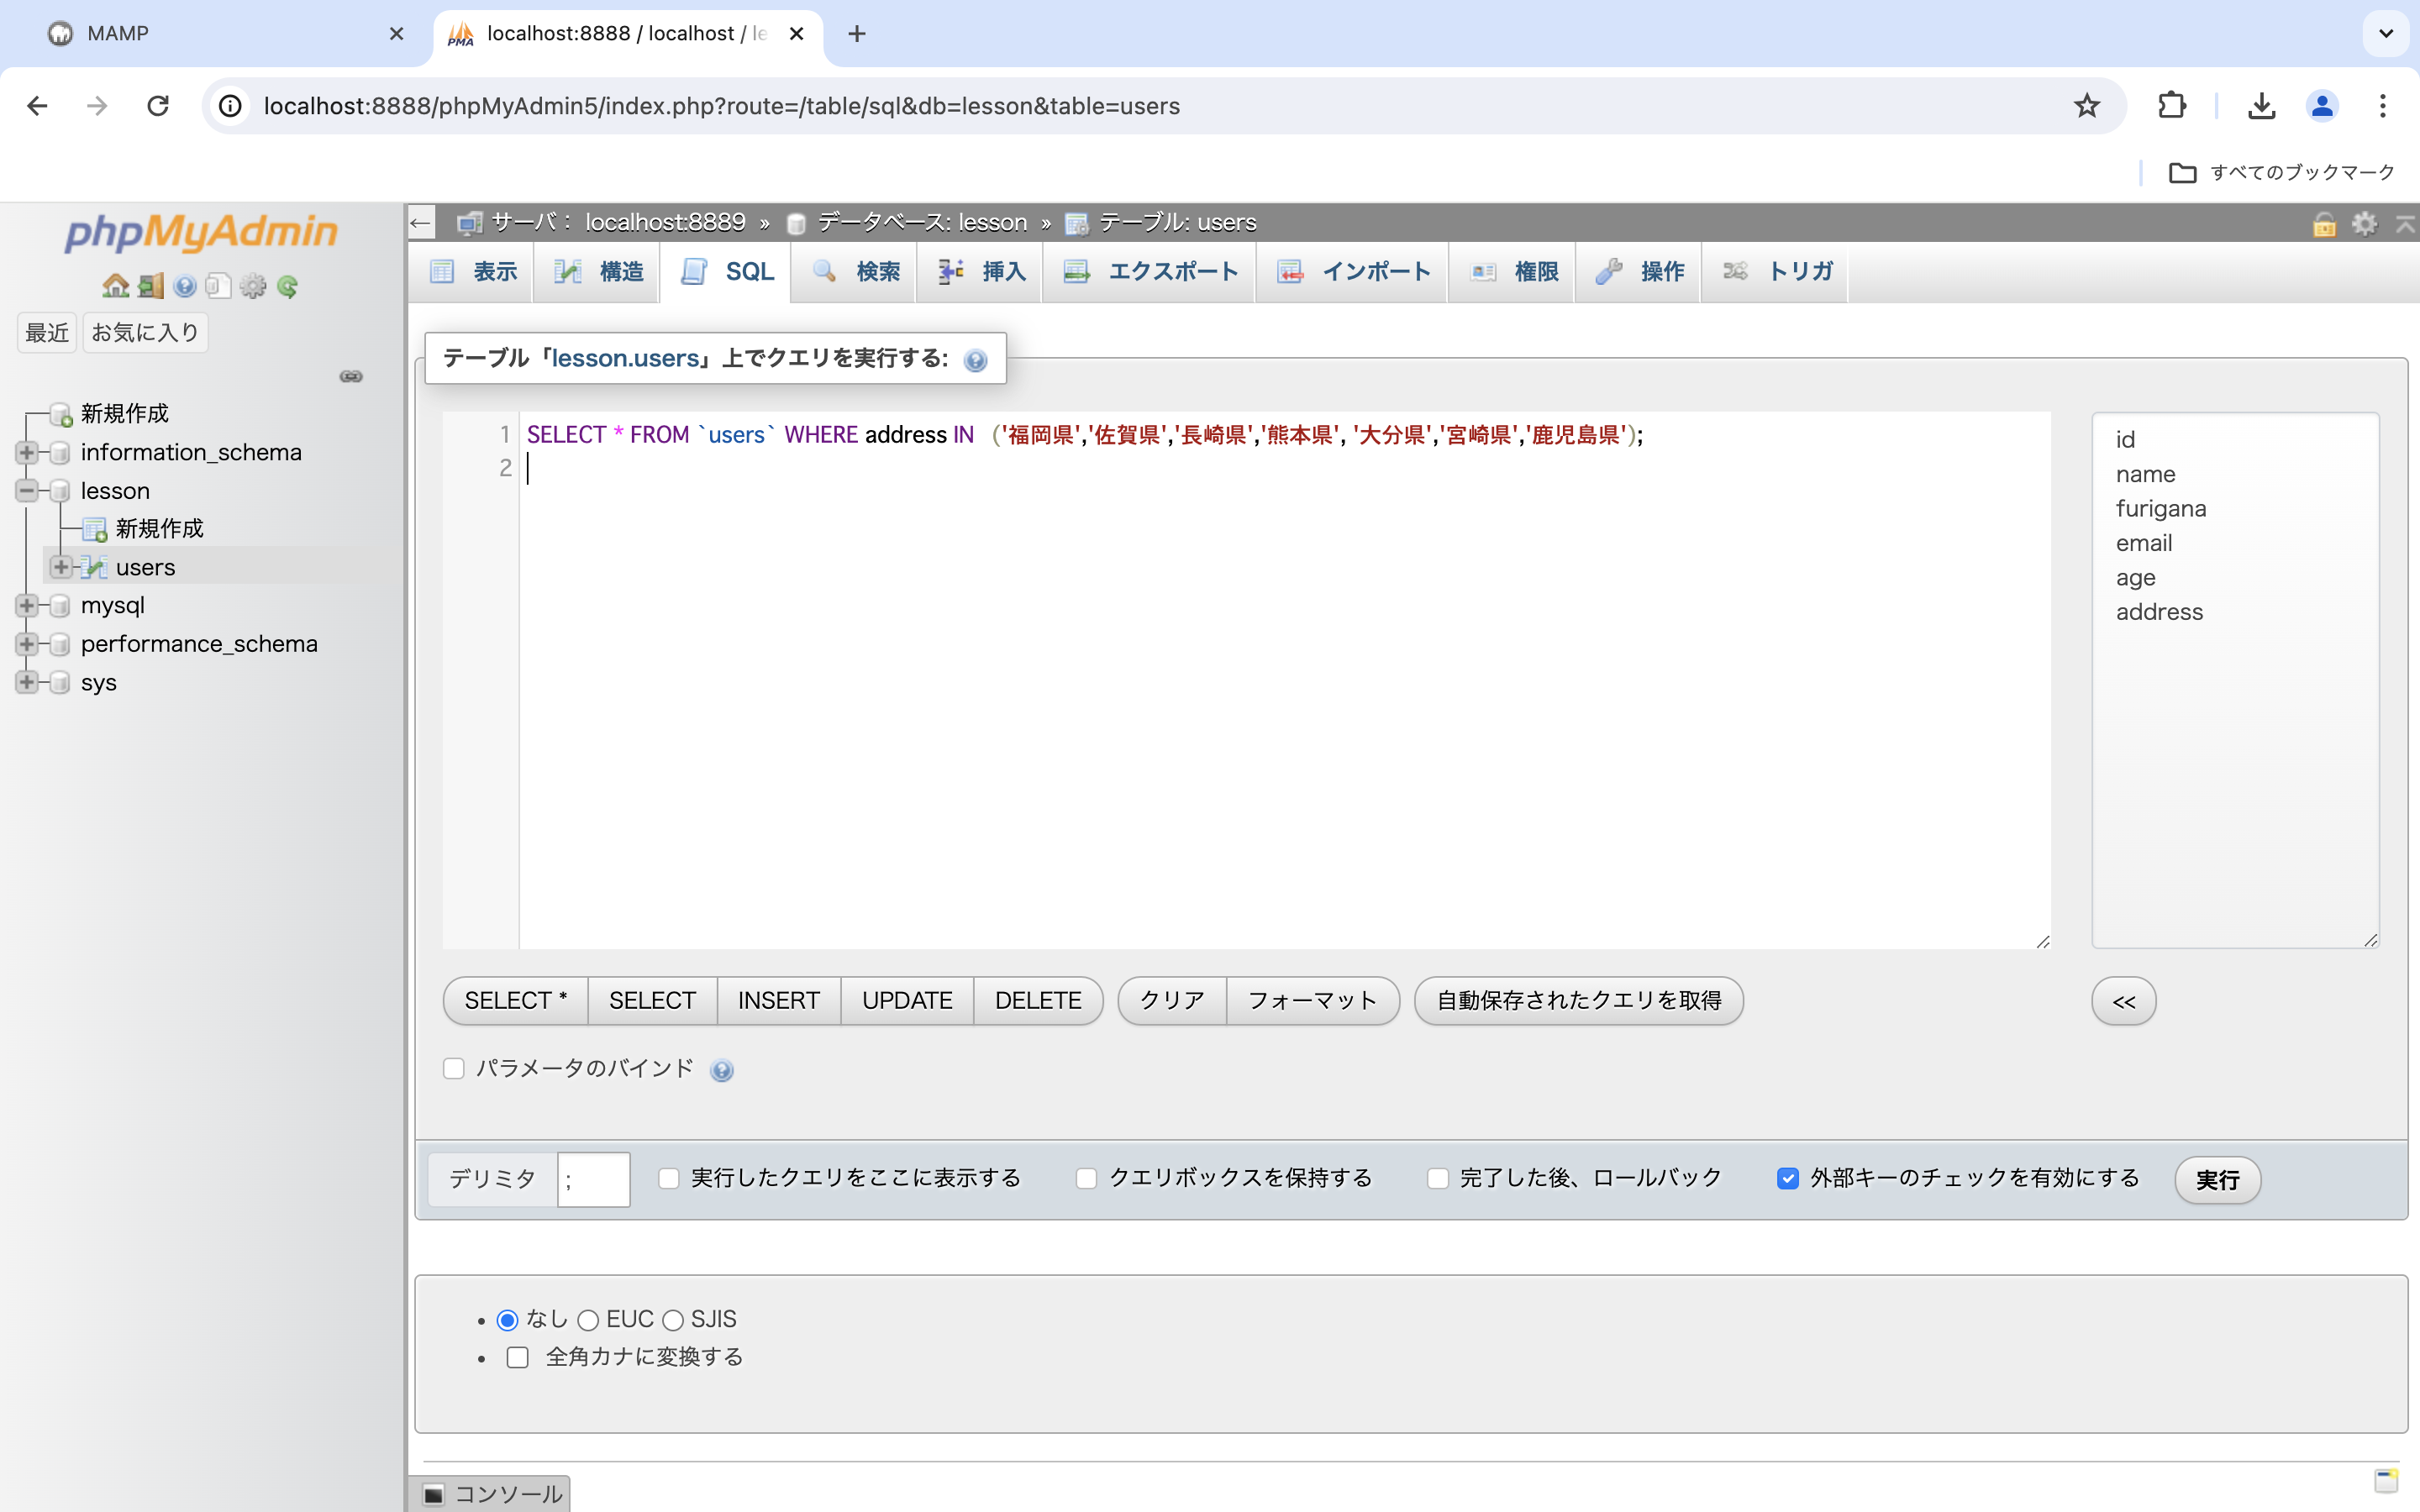 MAMP
localhost:8888 / localhost / le
localhost:8888/phpMyAdmin5/index.php?route=/table/sql&db=lesson&table=users
すべてのブックマーク
phpMyAdmin
最近 お気に入り
新規作成
information_schema
lesson
新規作成
users
mysql
performance_schema
sys
サーバ： localhost:8889 » データベース: lesson » テーブル: users
表示 構造 SQL 検索 挿入 エクスポート インポート 権限 操作 トリガ
テーブル「lesson.users」上でクエリを実行する:
1 SELECT * FROM `users` WHERE address IN ('福岡県','佐賀県','長崎県','熊本県', '大分県','宮崎県','鹿児島県');
2
id
name
furigana
email
age
address
SELECT * SELECT INSERT UPDATE DELETE クリア フォーマット 自動保存されたクエリを取得 <<
パラメータのバインド
デリミタ ; 実行したクエリをここに表示する クエリボックスを保持する 完了した後、ロールバック 外部キーのチェックを有効にする 実行
なし EUC SJIS
全角カナに変換する
コンソール